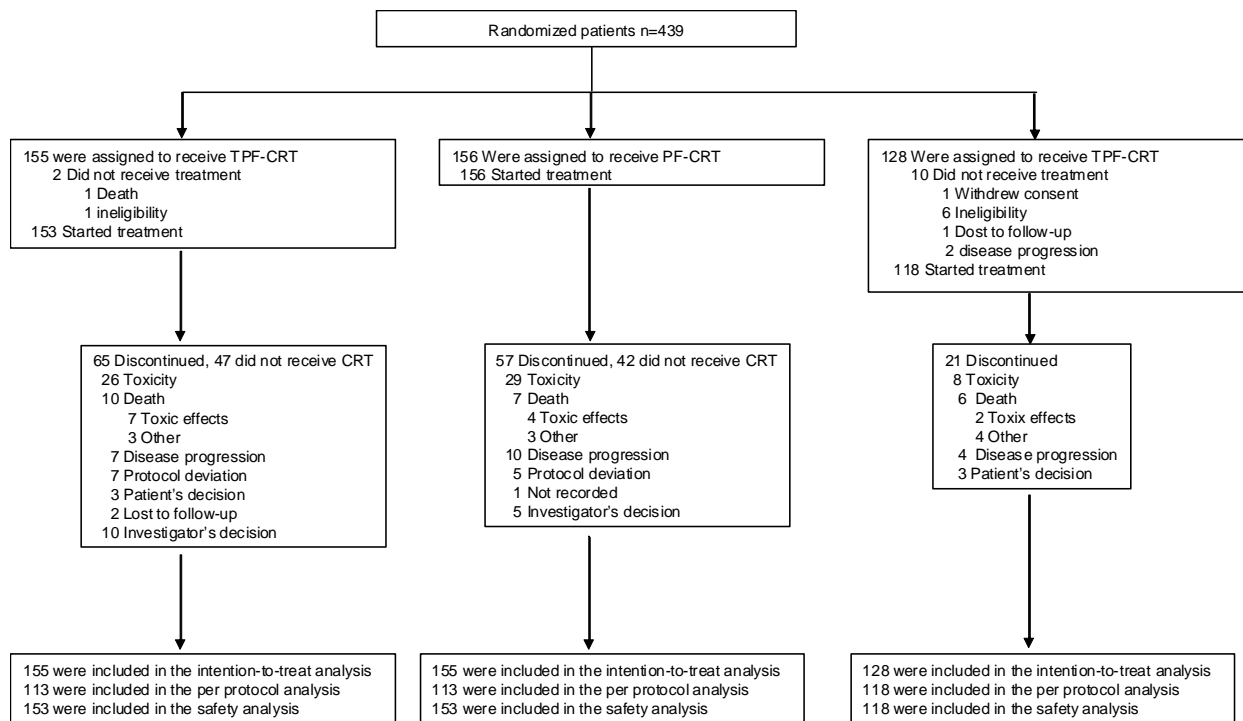 Randomized patients n=439
155 were assigned to receive TPF-CRT
2 Did not receive treatment
1 Death
1 ineligibility
153 Started treatment
156 Were assigned to receive PF-CRT
156 Started treatment
128 Were assigned to receive TPF-CRT
10 Did not receive treatment
1 Withdrew consent
6 Ineligibility
1 Dost to follow-up
2 disease progression
118 Started treatment
65 Discontinued, 47 did not receive CRT
26 Toxicity
10 Death
7 Toxic effects
3 Other
7 Disease progression
7 Protocol deviation
3 Patient's decision
2 Lost to follow-up
10 Investigator's decision
57 Discontinued, 42 did not receive CRT
29 Toxicity
7 Death
4 Toxic effects
3 Other
10 Disease progression
5 Protocol deviation
1 Not recorded
5 Investigator's decision
21 Discontinued
8 Toxicity
6 Death
2 Toxix effects
4 Other
4 Disease progression
3 Patient's decision
155 were included in the intention-to-treat analysis
113 were included in the per protocol analysis
153 were included in the safety analysis
155 were included in the intention-to-treat analysis
113 were included in the per protocol analysis
153 were included in the safety analysis
128 were included in the intention-to-treat analysis
118 were included in the per protocol analysis
118 were included in the safety analysis